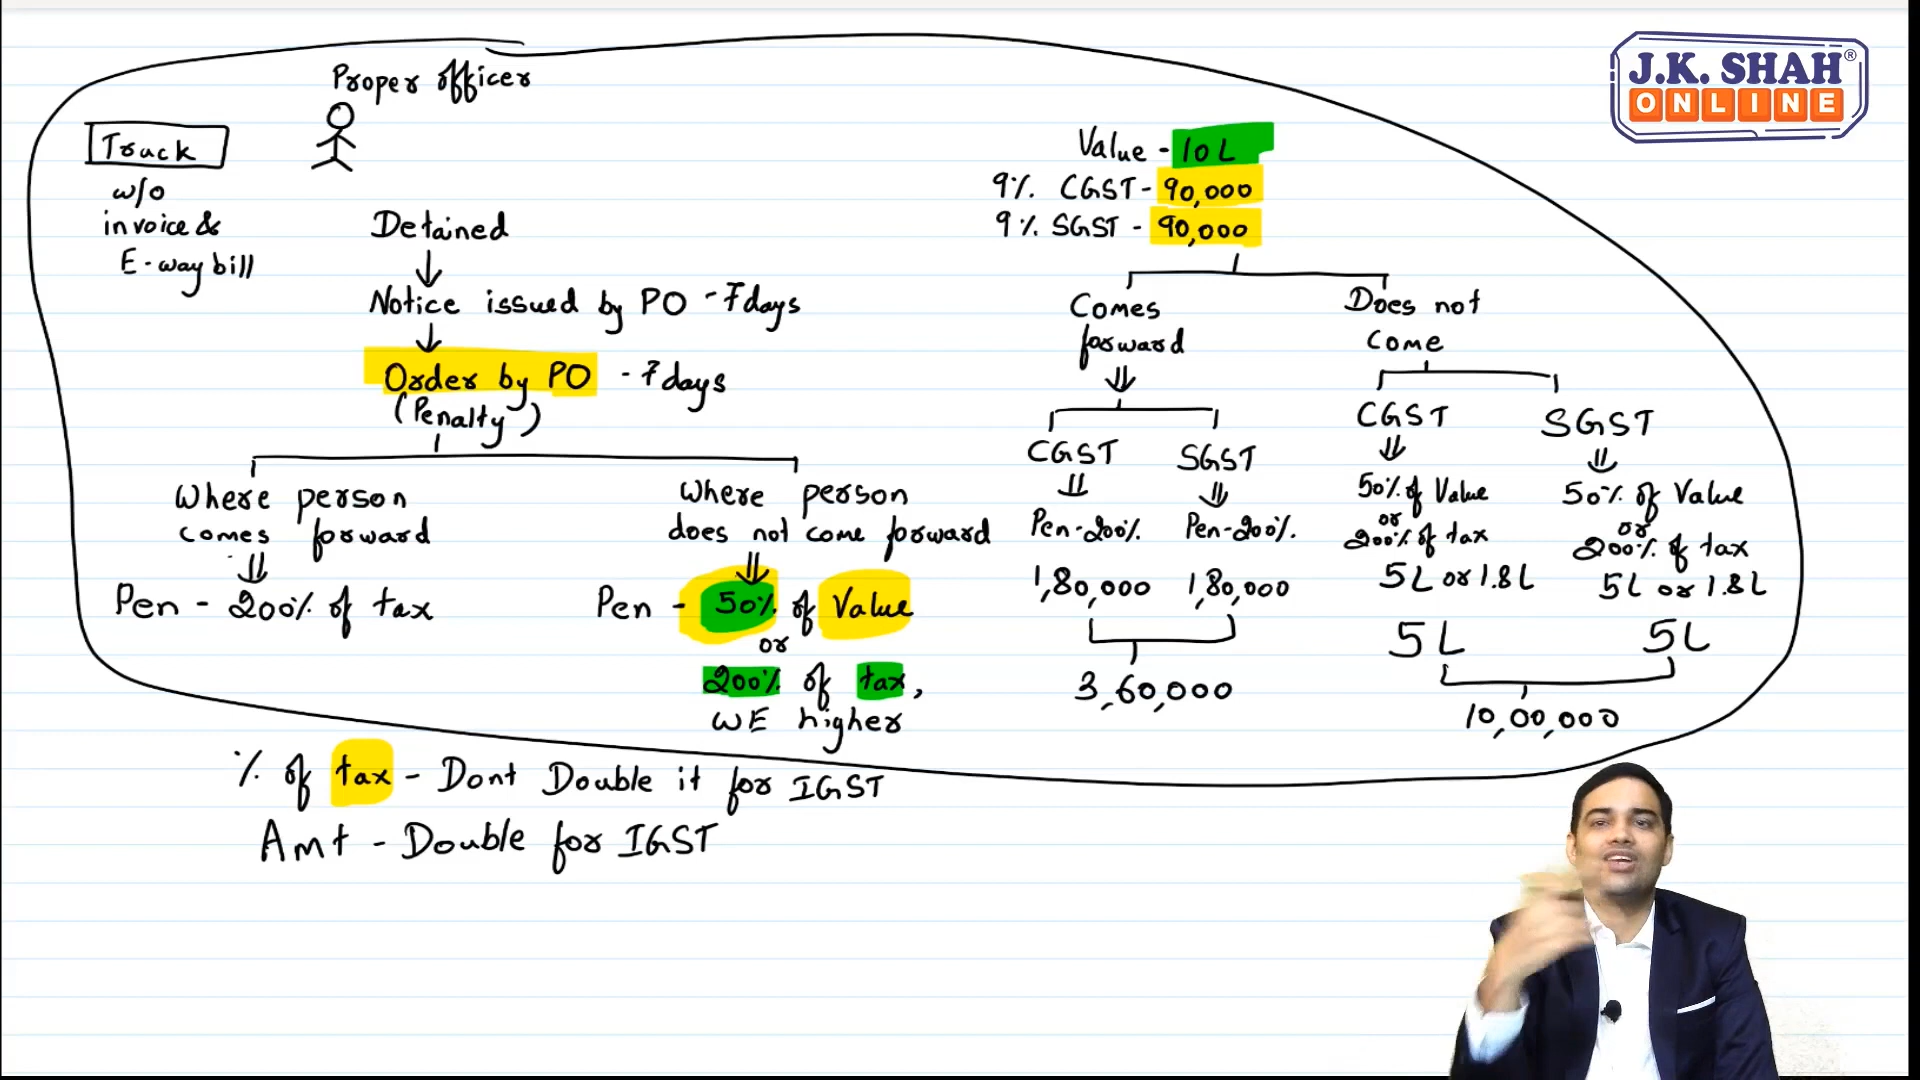 J.K. SHAH®
ONLINE
Proper officer
Truck
w/o
invoice &
E-way bill
Detained
↓
Notice issued by PO - 7 days
↓
Order by PO - 7 days
(Penalty)
Where person
comes forward
⇓
Pen - 200% of tax
Where person
does not come forward
⇓
Pen - 50% of Value
or
200% of tax,
WE higher
Value - 10 L
9% CGST - 90,000
9% SGST - 90,000
Comes
forward
⇓
CGST
⇓
Pen-200%
1,80,000
SGST
⇓
Pen-200%.
1,80,000
3,60,000
Does not
come
CGST
⇓
50% of Value
or
200% of tax
5L or 1.8L
5L
SGST
⇓
50% of Value
or
200% of tax
5L or 1.8L
5L
10,00,000
% of tax - Dont Double it for IGST
Amt - Double for IGST